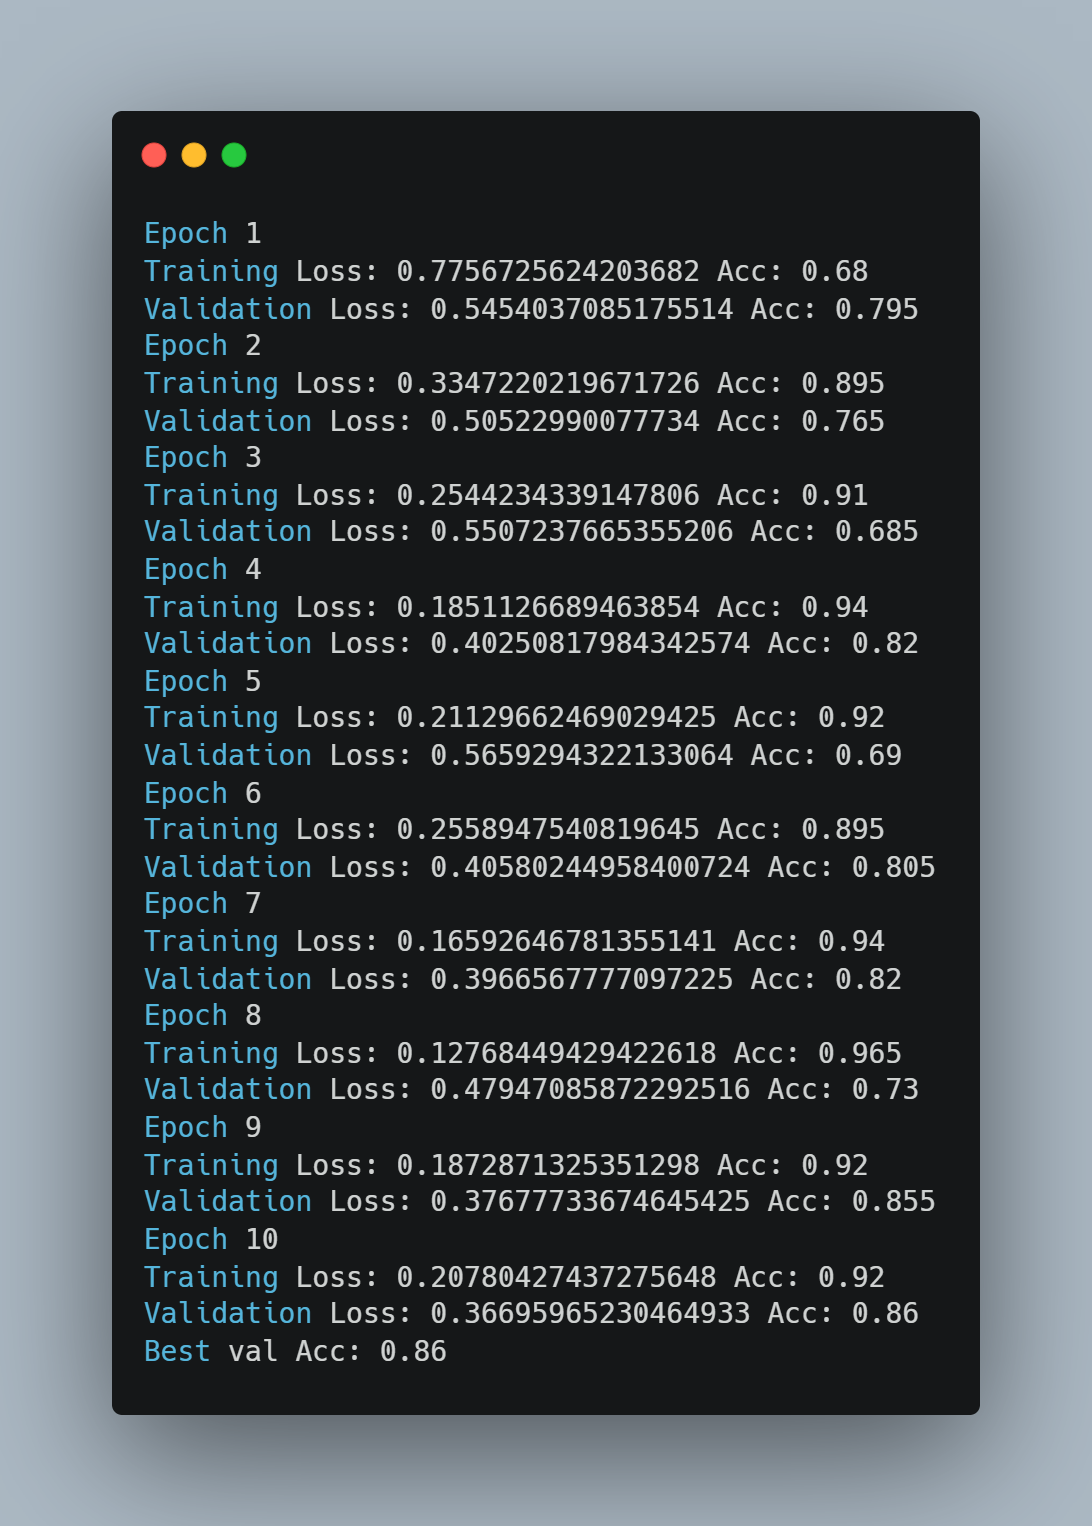 Epoch 1
Training Loss: 0.7756725624203682 Acc: 0.68
Validation Loss: 0.5454037085175514 Acc: 0.795
Epoch 2
Training Loss: 0.3347220219671726 Acc: 0.895
Validation Loss: 0.50522990077734 Acc: 0.765
Epoch 3
Training Loss: 0.2544234339147806 Acc: 0.91
Validation Loss: 0.5507237665355206 Acc: 0.685
Epoch 4
Training Loss: 0.1851126689463854 Acc: 0.94
Validation Loss: 0.40250817984342574 Acc: 0.82
Epoch 5
Training Loss: 0.21129662469029425 Acc: 0.92
Validation Loss: 0.5659294322133064 Acc: 0.69
Epoch 6
Training Loss: 0.2558947540819645 Acc: 0.895
Validation Loss: 0.40580244958400724 Acc: 0.805
Epoch 7
Training Loss: 0.16592646781355141 Acc: 0.94
Validation Loss: 0.3966567777097225 Acc: 0.82
Epoch 8
Training Loss: 0.12768449429422618 Acc: 0.965
Validation Loss: 0.47947085872292516 Acc: 0.73
Epoch 9
Training Loss: 0.1872871325351298 Acc: 0.92
Validation Loss: 0.37677733674645425 Acc: 0.855
Epoch 10
Training Loss: 0.20780427437275648 Acc: 0.92
Validation Loss: 0.36695965230464933 Acc: 0.86
Best val Acc: 0.86